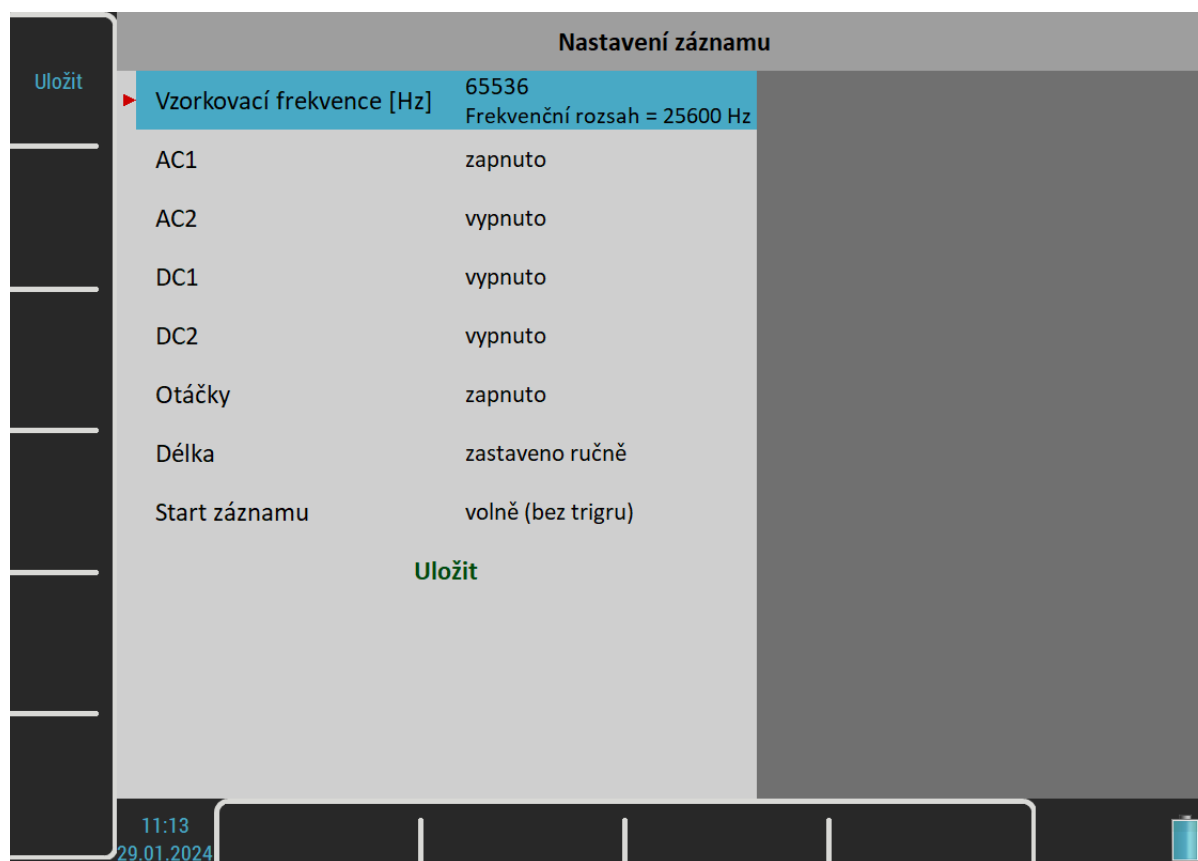 Nastavení záznamu
Uložit
Vzorkovací frekvence [Hz]
65536
Frekvenční rozsah = 25600 Hz
AC1 zapnuto
AC2 vypnuto
DC1 vypnuto
DC2 vypnuto
Otáčky zapnuto
Délka zastaveno ručně
Start záznamu volně (bez trigru)
Uložit
11:13
29.01.2024